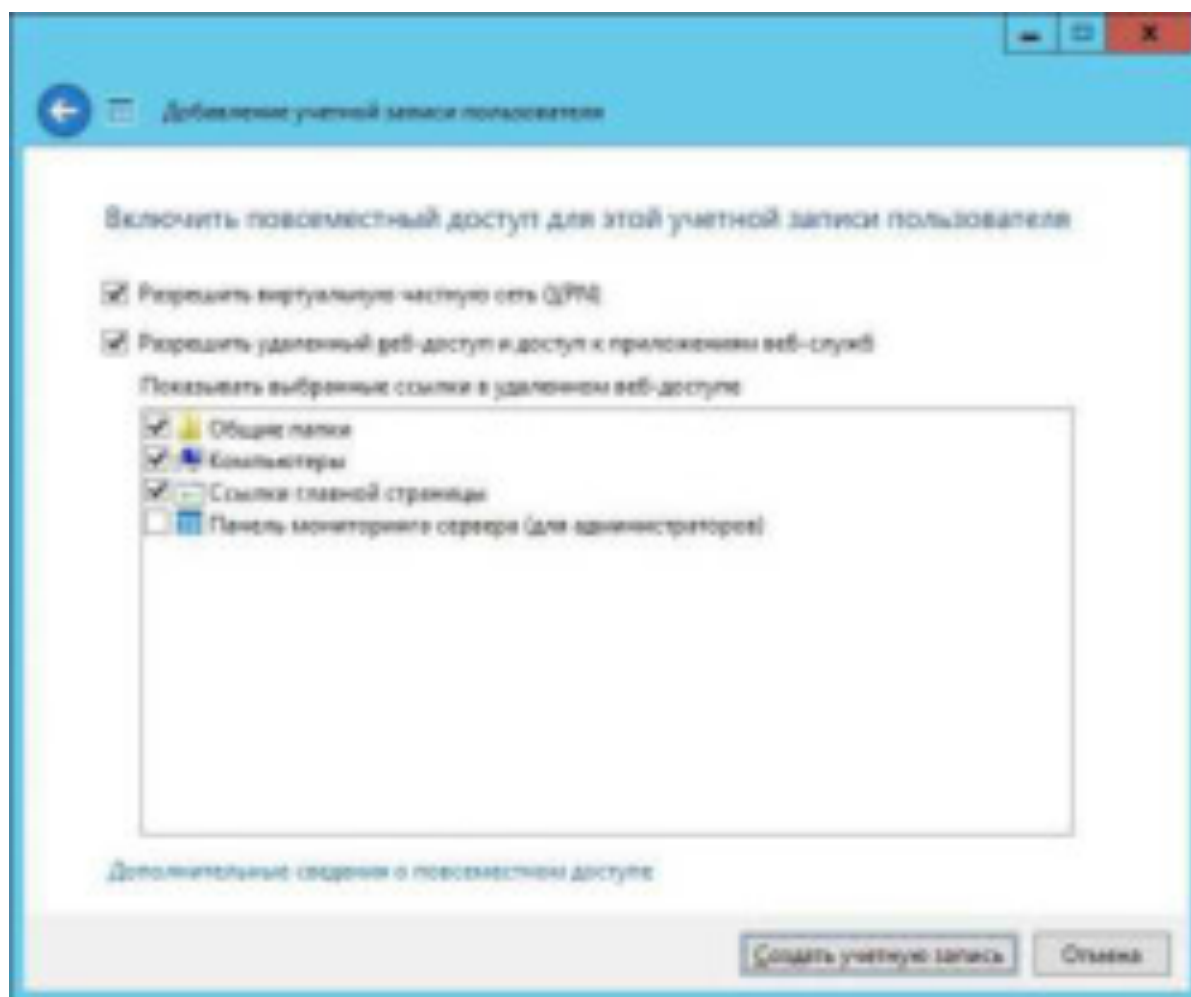 Добавление учетной записи пользователя
Включить повсеместный доступ для этой учетной записи пользователя
Разрешить виртуальную частную сеть (VPN)
Разрешить удаленный веб-доступ и доступ к приложениям веб-служб
Показывать выбранные ссылки в удаленном веб-доступе
Общие папки
Компьютеры
Ссылки главной страницы
Панель мониторинга сервера (для администраторов)
Дополнительные сведения о повсеместном доступе
Создать учетную запись
Отмена